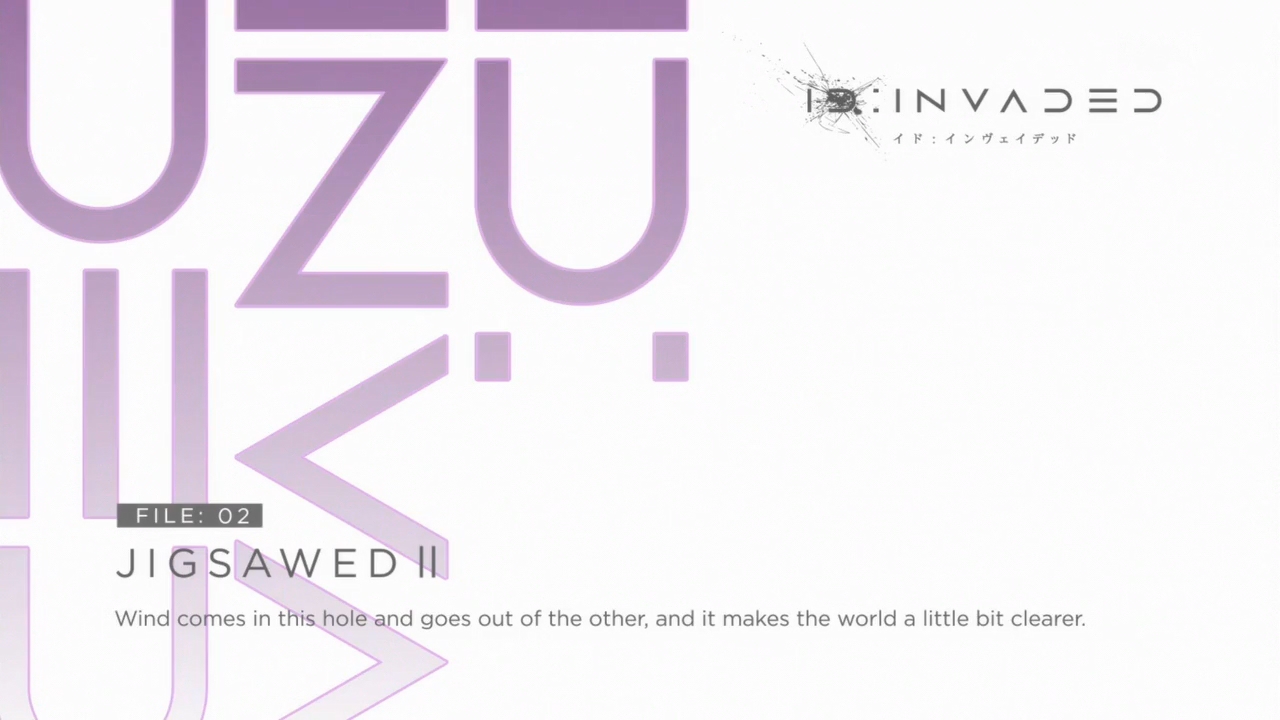 ID:INVADED
イド:インヴェイデッド
ZU
FILE: 02
JIGSAWED II
Wind comes in this hole and goes out of the other, and it makes the world a little bit clearer.